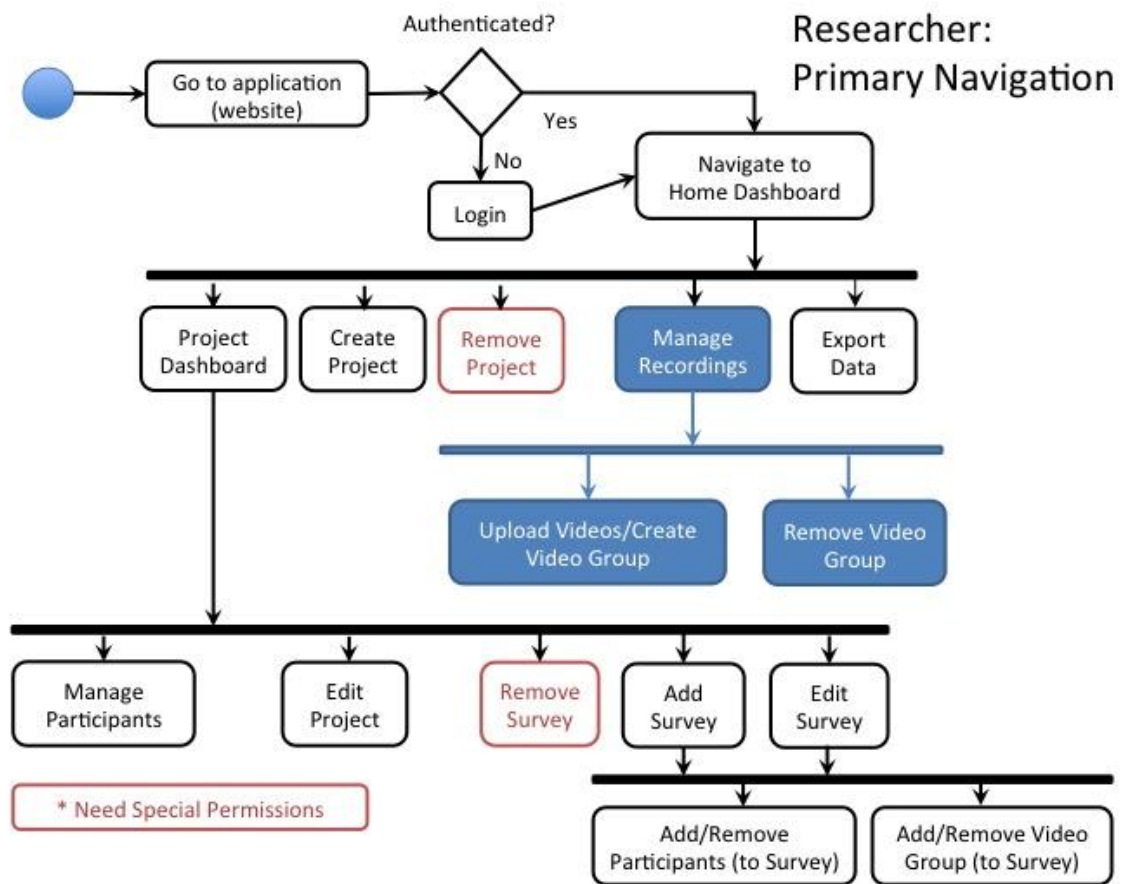 Authenticated?
Researcher:
Primary Navigation
Go to application
(website)
Yes
No
Login
Navigate to
Home Dashboard
Project
Dashboard
Create
Project
Remove
Project
Manage
Recordings
Export
Data
Upload Videos/Create
Video Group
Remove Video
Group
Manage
Participants
Edit
Project
Remove
Survey
Add
Survey
Edit
Survey
* Need Special Permissions
Add/Remove
Participants (to Survey)
Add/Remove Video
Group (to Survey)